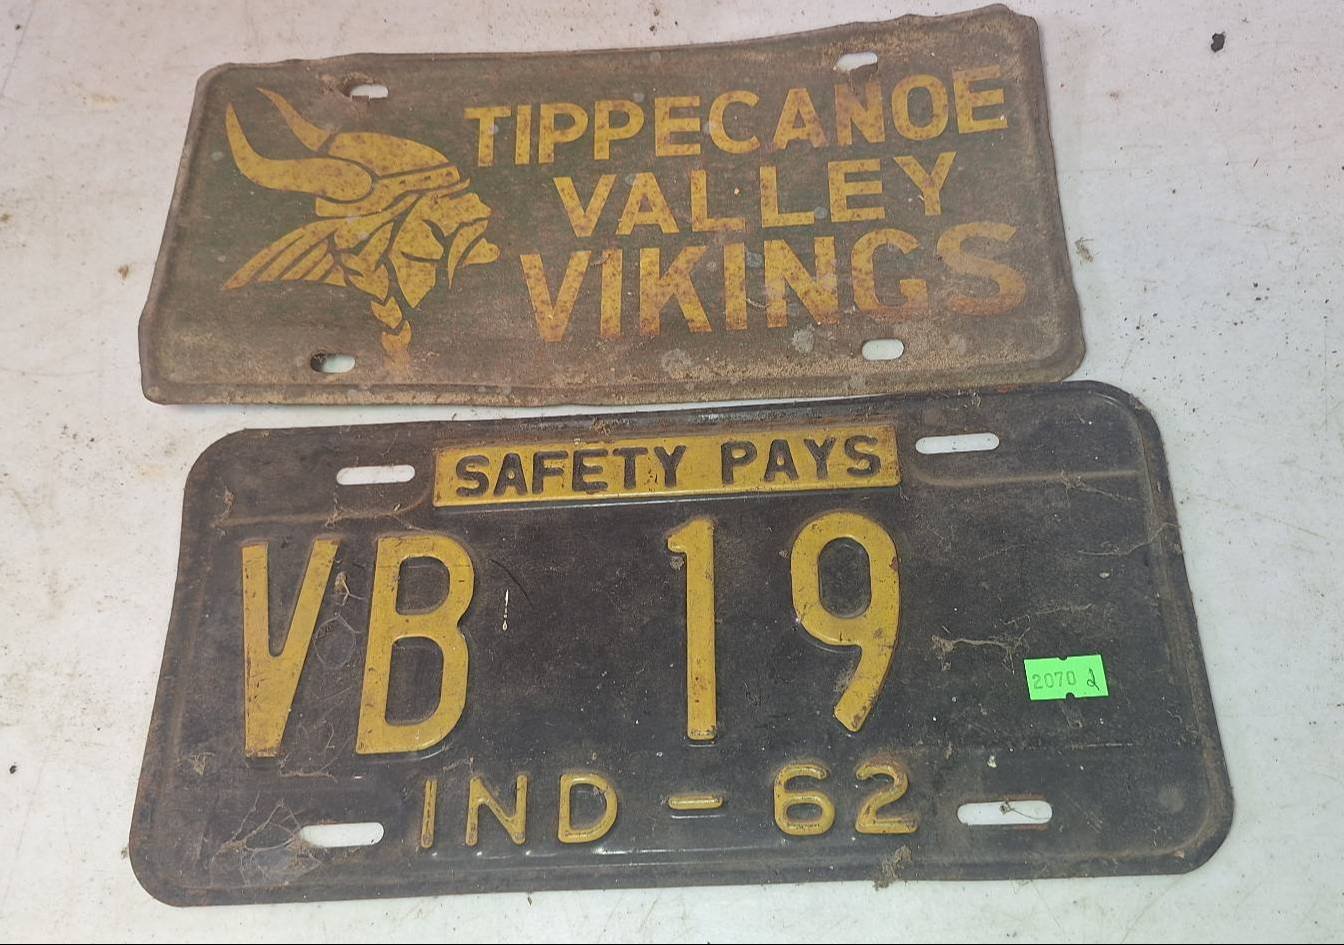 TIPPECANOE
VALLEY
VIKINGS
SAFETY PAYS
VB 19
2070 2
IND - 62